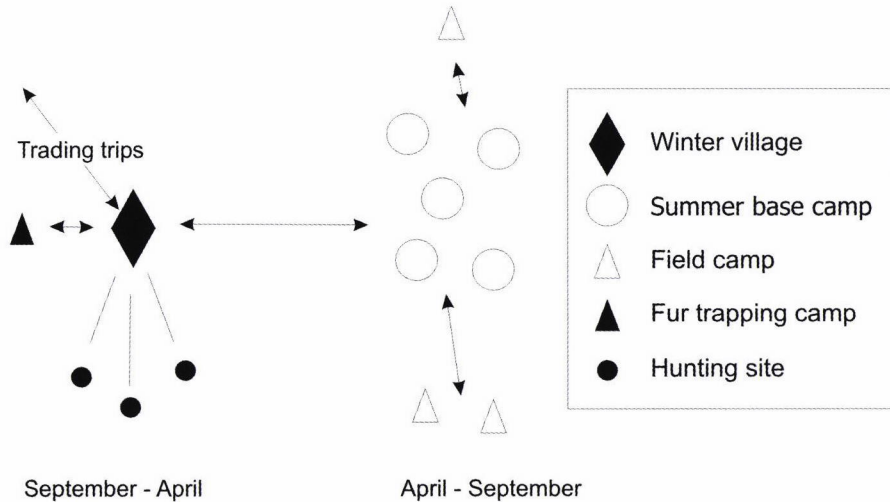 Trading trips
Winter village
Summer base camp
Field camp
Fur trapping camp
Hunting site
September - April
April - September